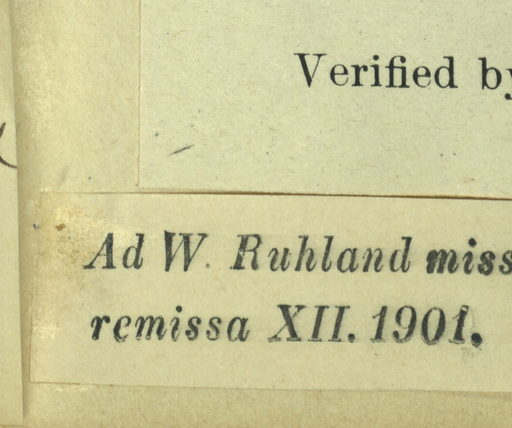 Verified by
Ad W. Ruhland miss
remissa XII. 1901.